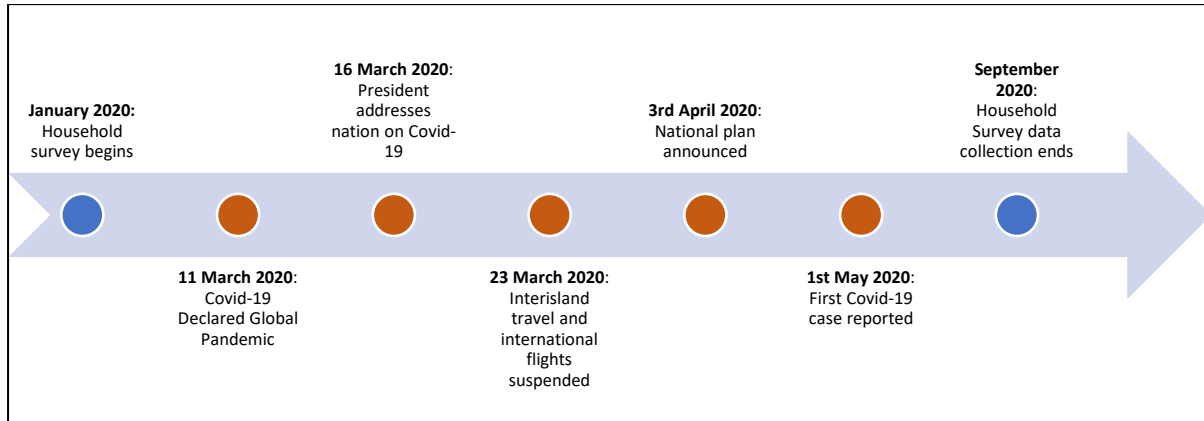 January 2020:
Household
survey begins
11 March 2020:
Covid-19
Declared Global
Pandemic
16 March 2020:
President
addresses
nation on Covid-
19
23 March 2020:
Interisland
travel and
international
flights
suspended
3rd April 2020:
National plan
announced
1st May 2020:
First Covid-19
case reported
September
2020:
Household
Survey data
collection ends